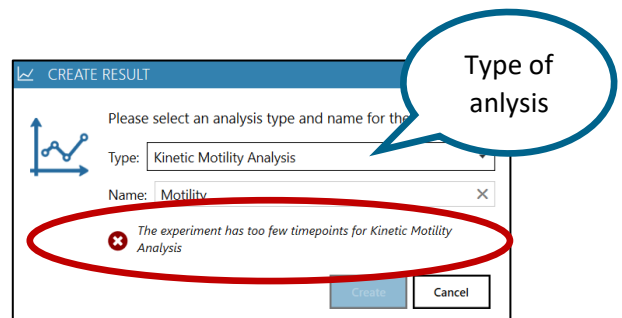 CREATE RESULT
Type of
anlysis
Please select an analysis type and name for the
Type: Kinetic Motility Analysis
Name: Motility
The experiment has too few timepoints for Kinetic Motility
Analysis
Create Cancel